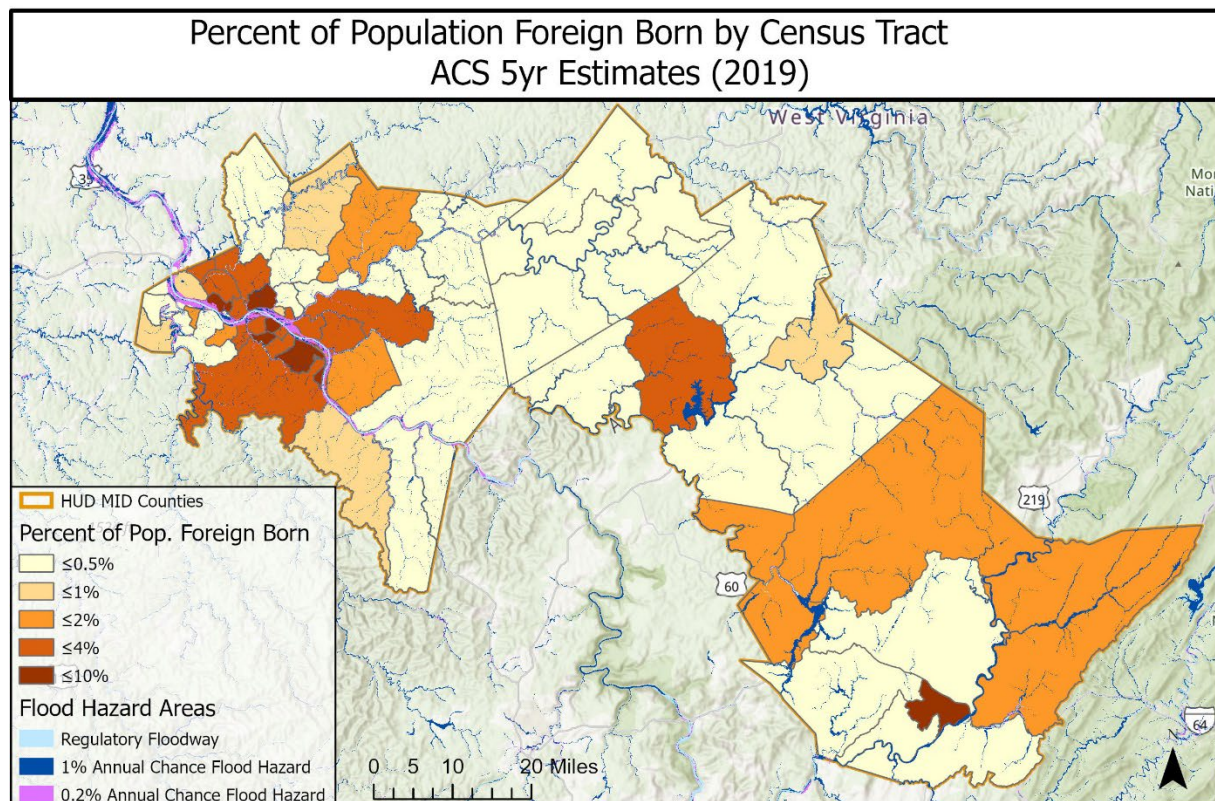 Percent of Population Foreign Born by Census Tract
ACS 5yr Estimates (2019)
West Virginia
35
219
60
64
N
HUD MID Counties
Percent of Pop. Foreign Born
≤0.5%
≤1%
≤2%
≤4%
≤10%
Flood Hazard Areas
Regulatory Floodway
1% Annual Chance Flood Hazard
0.2% Annual Chance Flood Hazard
0 5 10 20 Miles